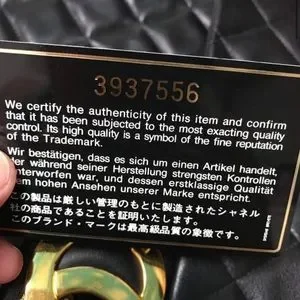 3937556
We certify the authenticity of this item and confirm
that it has been subjected to the most exacting quality
control. Its high quality is a symbol of the fine reputation
of the Trademark.
Wir bestätigen, dass es sich um einen Artikel handelt,
der während seiner Herstellung strengsten Kontrollen
unterworfen war, und dessen erstklassige Qualität
dem hohen Ansehen unserer Marke entspricht.
この製品は厳しい管理のもとに製造されたシャネル
社の商品であることを証明いたします。
このブランド・マークは最高級品質の象徴です。